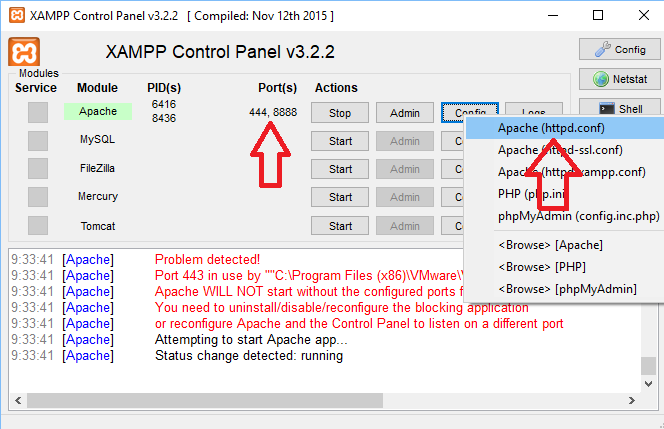 XAMPP Control Panel v3.2.2 [ Compiled: Nov 12th 2015 ]
XAMPP Control Panel v3.2.2
Config
Netstat
Shell
Modules
Service Module PID(s) Port(s) Actions
Apache 6416 444, 8888 Stop Admin Config Logs
8436
MySQL Start Admin
FileZilla Start Admin
Mercury Start Admin
Tomcat Start Admin
Apache (httpd.conf)
Apache (httpd-ssl.conf)
Apache (httpd-xampp.conf)
PHP (php.ini)
phpMyAdmin (config.inc.php)
<Browse> [Apache]
<Browse> [PHP]
<Browse> [phpMyAdmin]
9:33:41 [Apache] Problem detected!
9:33:41 [Apache] Port 443 in use by ""C:\Program Files (x86)\VMware\
9:33:41 [Apache] Apache WILL NOT start without the configured ports
9:33:41 [Apache] You need to uninstall/disable/reconfigure the blocking application
9:33:41 [Apache] or reconfigure Apache and the Control Panel to listen on a different port
9:33:41 [Apache] Attempting to start Apache app...
9:33:41 [Apache] Status change detected: running